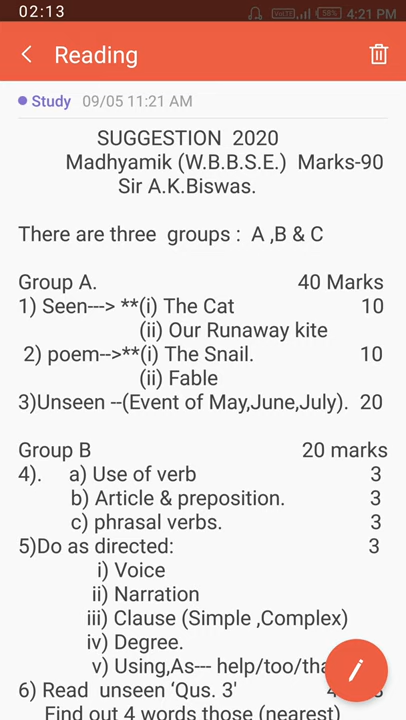 02:13
VoLTE 58% 4:21 PM
Reading
Study 09/05 11:21 AM
SUGGESTION 2020
Madhyamik (W.B.B.S.E.) Marks-90
Sir A.K.Biswas.
There are three groups : A ,B & C
Group A. 40 Marks
1) Seen---> **(i) The Cat 10
(ii) Our Runaway kite
2) poem-->**(i) The Snail. 10
(ii) Fable
3)Unseen --(Event of May,June,July). 20
Group B 20 marks
4). a) Use of verb 3
b) Article & preposition. 3
c) phrasal verbs. 3
5)Do as directed: 3
i) Voice
ii) Narration
iii) Clause (Simple ,Complex)
iv) Degree.
v) Using,As--- help/too/tha
6) Read unseen ‘Qus. 3' 4
Find out 4 words those (nearest)